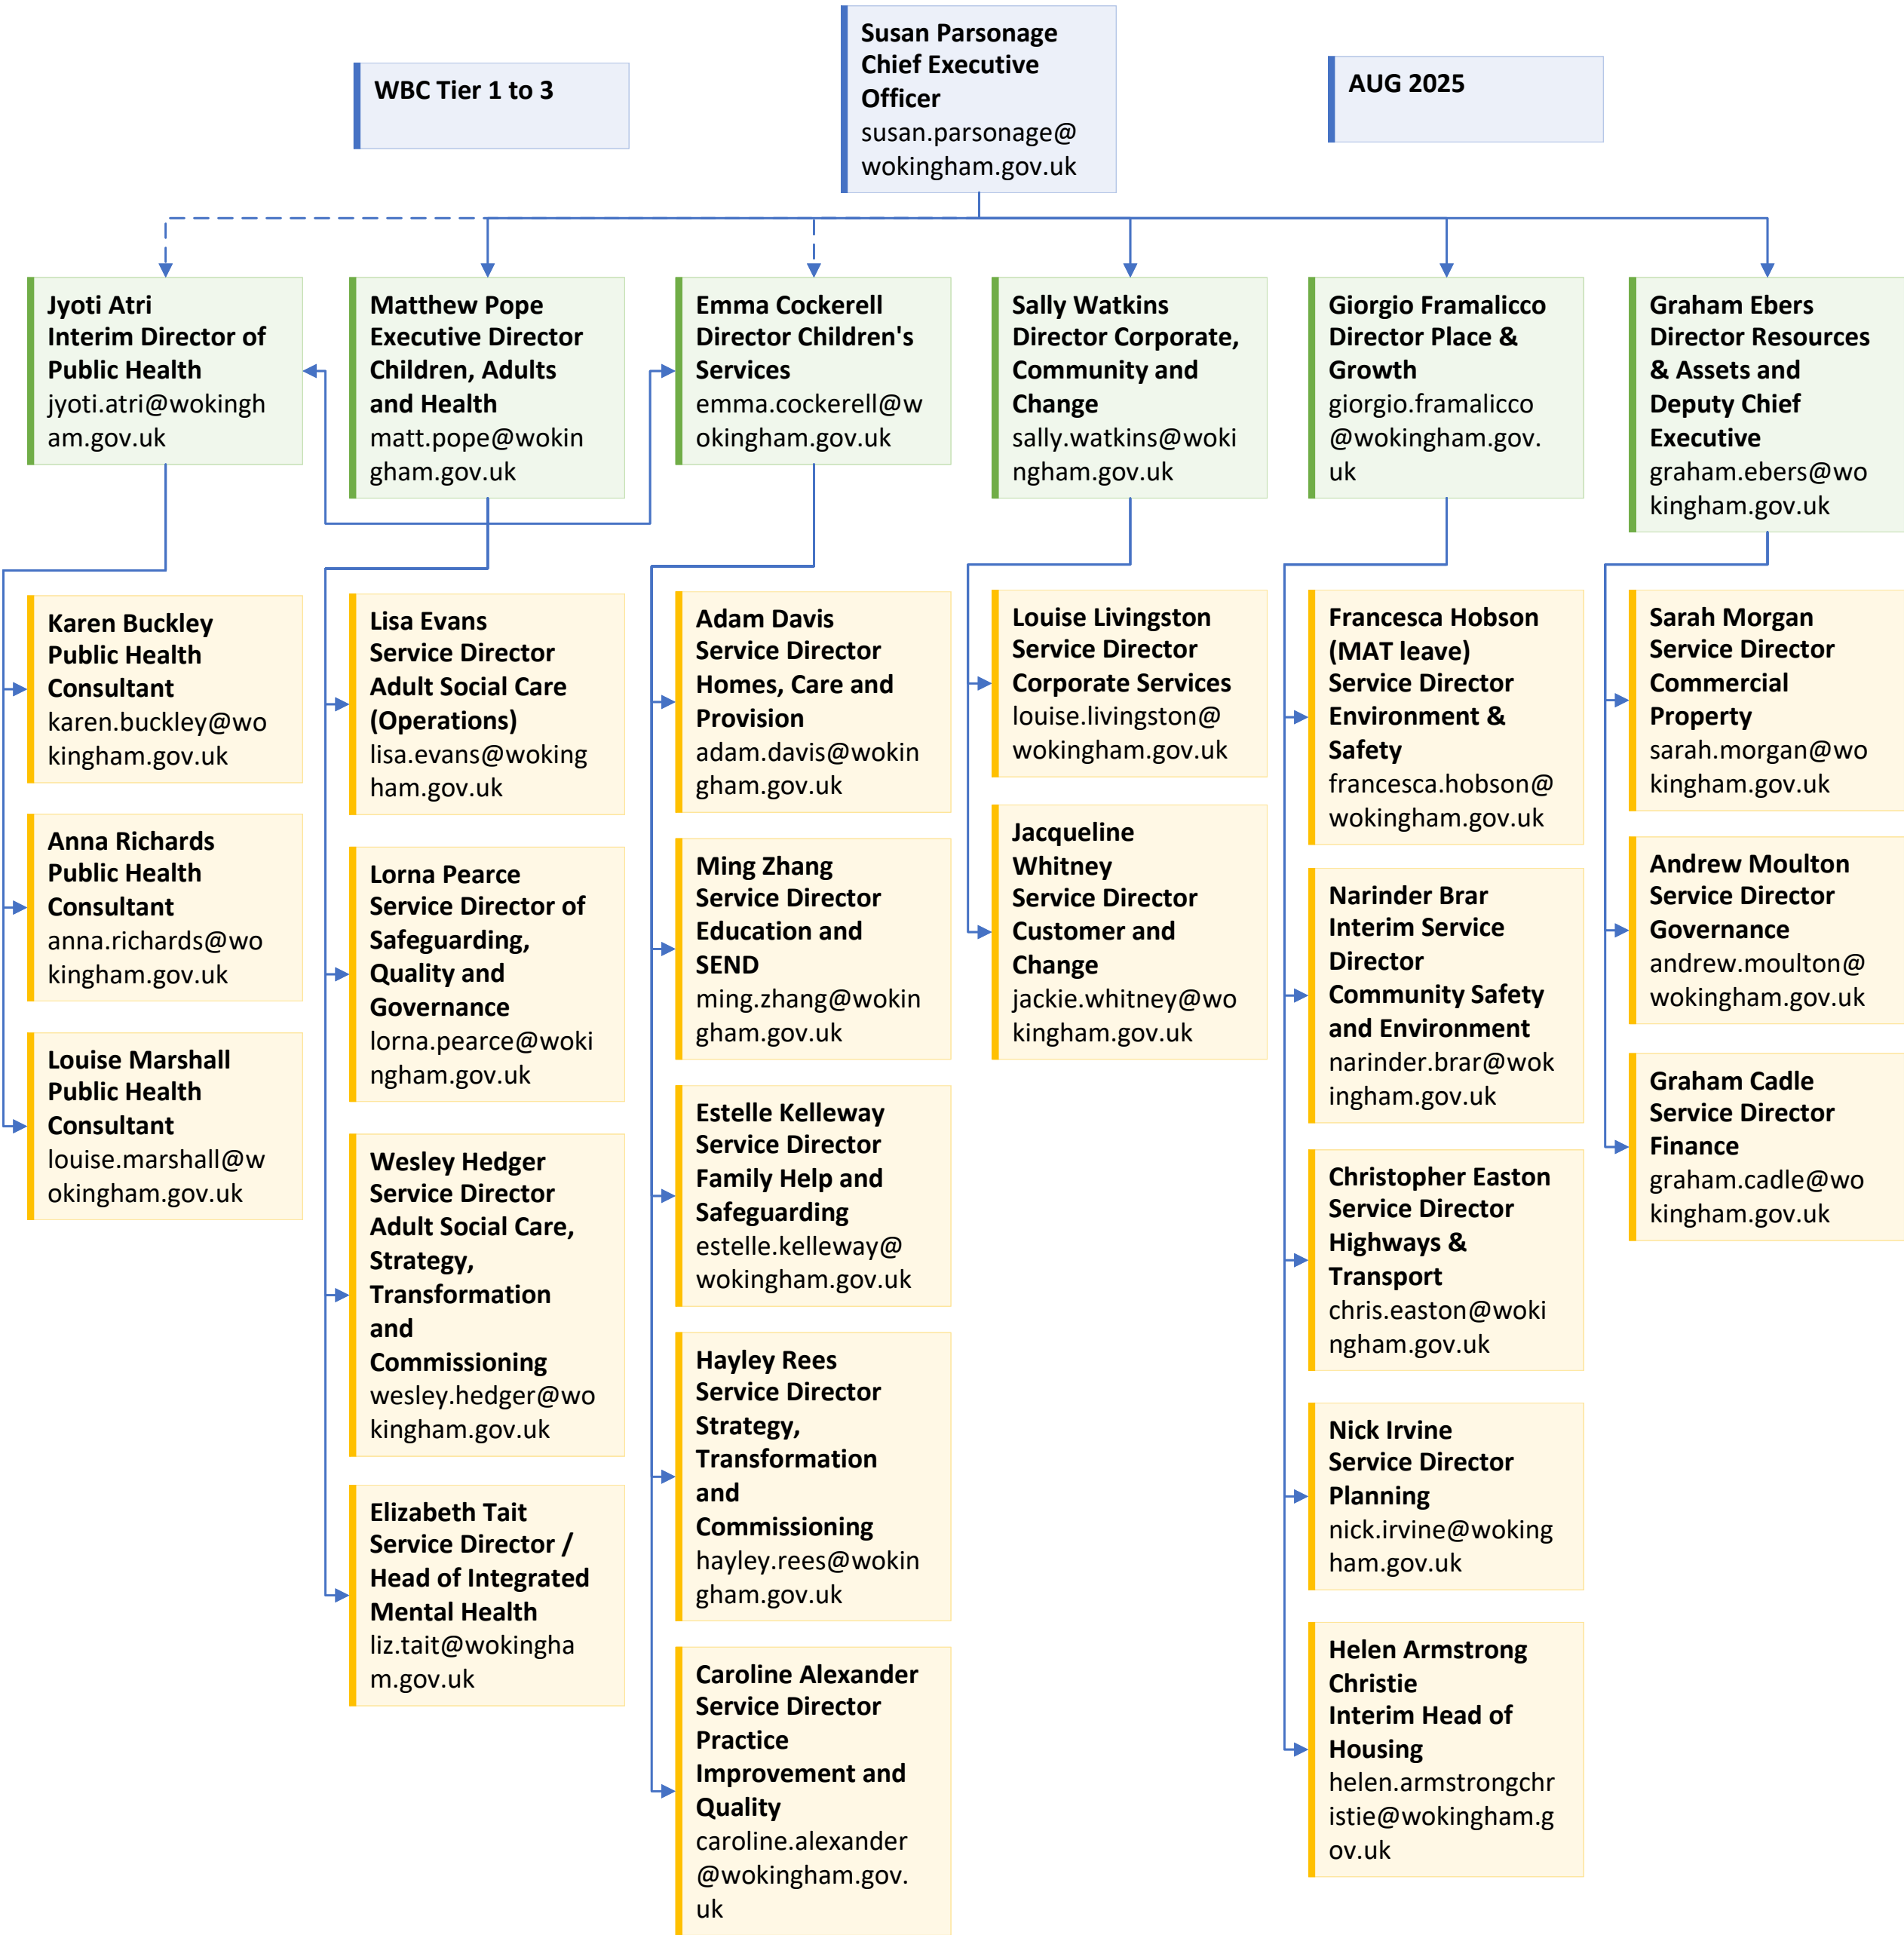 Susan Parsonage
Chief Executive
Officer
susan.parsonage@
wokingham.gov.uk
WBC Tier 1 to 3
AUG 2025
Jyoti Atri
Interim Director of
Public Health
jyoti.atri@wokingh
am.gov.uk
Matthew Pope
Executive Director
Children, Adults
and Health
matt.pope@wokin
gham.gov.uk
Emma Cockerell
Director Children's
Services
emma.cockerell@w
okingham.gov.uk
Sally Watkins
Director Corporate,
Community and
Change
sally.watkins@woki
ngham.gov.uk
Giorgio Framalicco
Director Place &
Growth
giorgio.framalicco
@wokingham.gov.
uk
Graham Ebers
Director Resources
& Assets and
Deputy Chief
Executive
graham.ebers@wo
kingham.gov.uk
Karen Buckley
Public Health
Consultant
karen.buckley@wo
kingham.gov.uk
Anna Richards
Public Health
Consultant
anna.richards@wo
kingham.gov.uk
Louise Marshall
Public Health
Consultant
louise.marshall@w
okingham.gov.uk
Lisa Evans
Service Director
Adult Social Care
(Operations)
lisa.evans@woking
ham.gov.uk
Lorna Pearce
Service Director of
Safeguarding,
Quality and
Governance
lorna.pearce@woki
ngham.gov.uk
Wesley Hedger
Service Director
Adult Social Care,
Strategy,
Transformation
and
Commissioning
wesley.hedger@wo
kingham.gov.uk
Elizabeth Tait
Service Director /
Head of Integrated
Mental Health
liz.tait@wokingha
m.gov.uk
Adam Davis
Service Director
Homes, Care and
Provision
adam.davis@wokin
gham.gov.uk
Ming Zhang
Service Director
Education and
SEND
ming.zhang@wokin
gham.gov.uk
Estelle Kelleway
Service Director
Family Help and
Safeguarding
estelle.kelleway@
wokingham.gov.uk
Hayley Rees
Service Director
Strategy,
Transformation
and
Commissioning
hayley.rees@wokin
gham.gov.uk
Caroline Alexander
Service Director
Practice
Improvement and
Quality
caroline.alexander
@wokingham.gov.
uk
Louise Livingston
Service Director
Corporate Services
louise.livingston@
wokingham.gov.uk
Jacqueline
Whitney
Service Director
Customer and
Change
jackie.whitney@wo
kingham.gov.uk
Francesca Hobson
(MAT leave)
Service Director
Environment &
Safety
francesca.hobson@
wokingham.gov.uk
Narinder Brar
Interim Service
Director
Community Safety
and Environment
narinder.brar@wok
ingham.gov.uk
Christopher Easton
Service Director
Highways &
Transport
chris.easton@woki
ngham.gov.uk
Nick Irvine
Service Director
Planning
nick.irvine@woking
ham.gov.uk
Helen Armstrong
Christie
Interim Head of
Housing
helen.armstrongchr
istie@wokingham.g
ov.uk
Sarah Morgan
Service Director
Commercial
Property
sarah.morgan@wo
kingham.gov.uk
Andrew Moulton
Service Director
Governance
andrew.moulton@
wokingham.gov.uk
Graham Cadle
Service Director
Finance
graham.cadle@wo
kingham.gov.uk